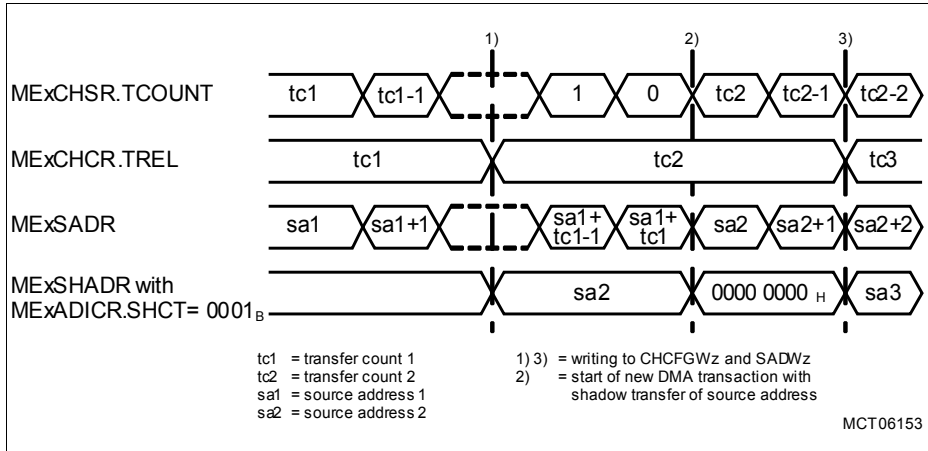 1) 2) 3)
MExCHSR.TCOUNT tc1 tc1-1 1 0 tc2 tc2-1 tc2-2
MExCHCR.TREL tc1 tc2 tc3
MExSADR sa1 sa1+1 sa1+ tc1-1 sa1+ tc1 sa2 sa2+1 sa2+2
MExSHADR with
MExADICR.SHCT= 0001B sa2 0000 0000 H sa3
tc1 = transfer count 1
tc2 = transfer count 2
sa1 = source address 1
sa2 = source address 2
1) 3) = writing to CHCFGWz and SADWz
2) = start of new DMA transaction with
shadow transfer of source address
MCT06153